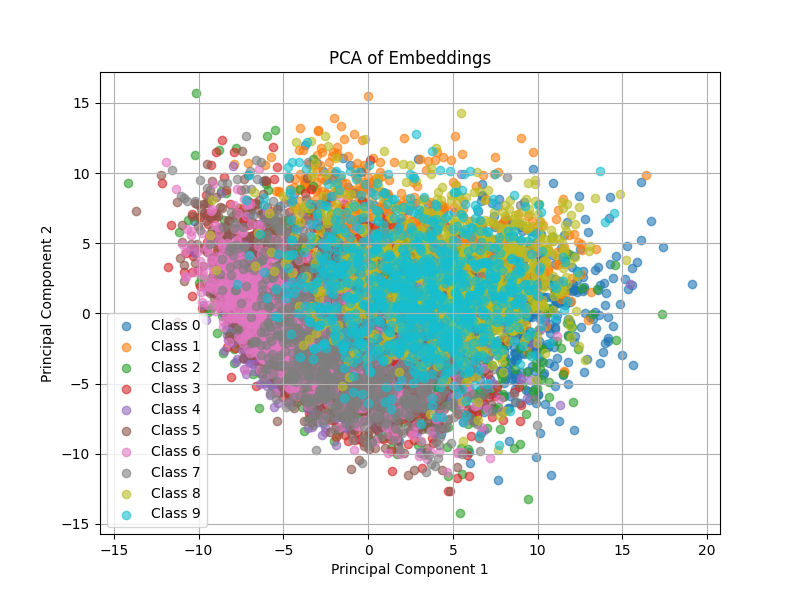 PCA of Embeddings
Principal Component 2
15
10
5
0
−5
−10
−15
Class 0
Class 1
Class 2
Class 3
Class 4
Class 5
Class 6
Class 7
Class 8
Class 9
−15 −10 −5 0 5 10 15 20
Principal Component 1